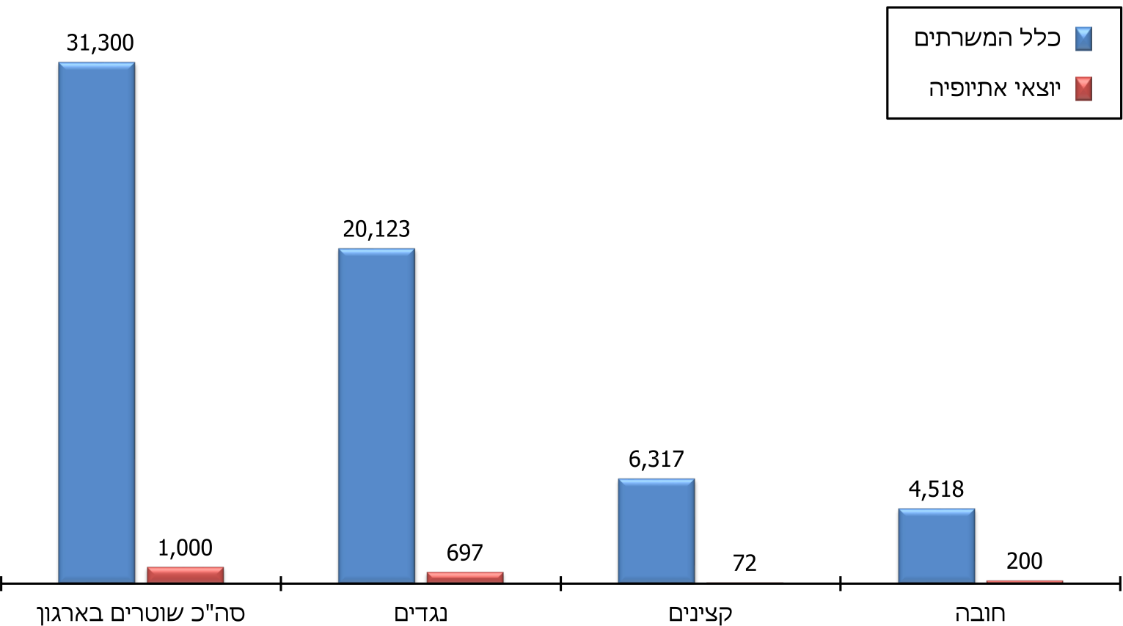 כלל המשרתים
יוצאי אתיופיה
31,300
1,000
20,123
697
6,317
72
4,518
200
סה"כ שוטרים בארגון
נגדים
קצינים
חובה